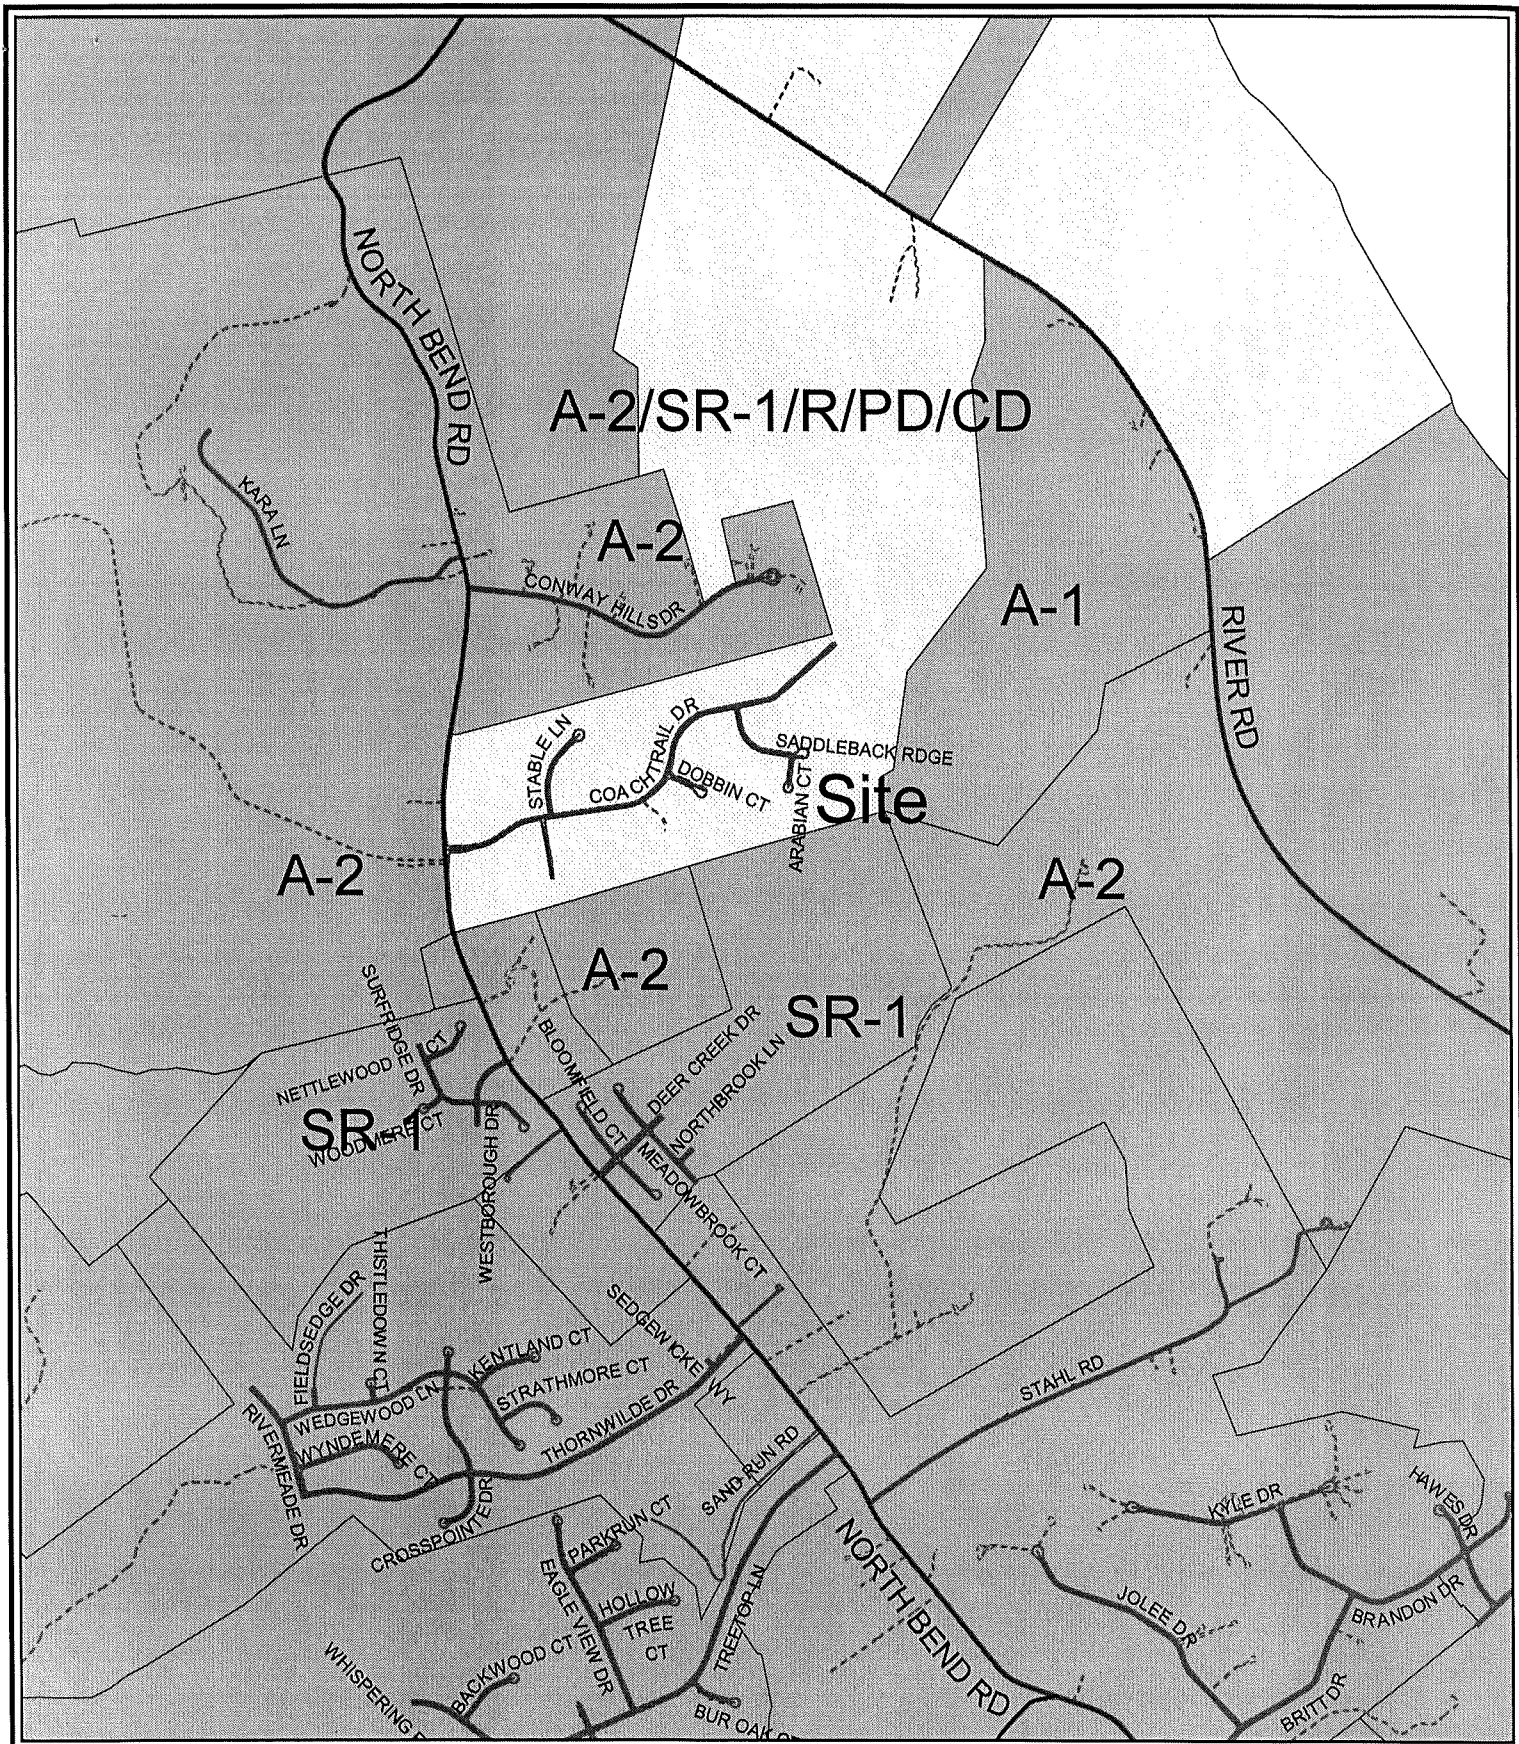 NORTH BEND RD
A-2/SR-1/R/PD/CD
KARA LN
A-2
CONWAY HILLS DR
A-1
RIVER RD
STABLE LN
COACHTRAIL DR
SADDLEBACK RDGE
DOBBIN CT
ARABIAN CT
Site
A-2
A-2
A-2
SR-1
SURFRIDGE DR
NETTLEWOOD CT
SR-1
WOODMERE CT
WESTBOROUGH DR
BLOOMFIELD CT
DEER CREEK DR
NORTHBROOK LN
MEADOWBROOK CT
THISTLEDOWN CT
FIELDSEDGE DR
SEDGEWICKE WY
KENTLAND CT
STRATHMORE CT
WEDGEWOOD LN
WYNDEMERE CT
RIVERMEADE DR
THORNWILDE DR
CROSSPOINTE DR
STAHL RD
SAND RUN RD
PARKRUN CT
EAGLE VIEW DR
HOLLOW
TREE
CT
TREETOP LN
BACKWOOD CT
WHISPERING
BUR OAK
NORTH BEND RD
KYLE DR
HAWES DR
JOLEE DR
BRANDON DR
BRITT DR